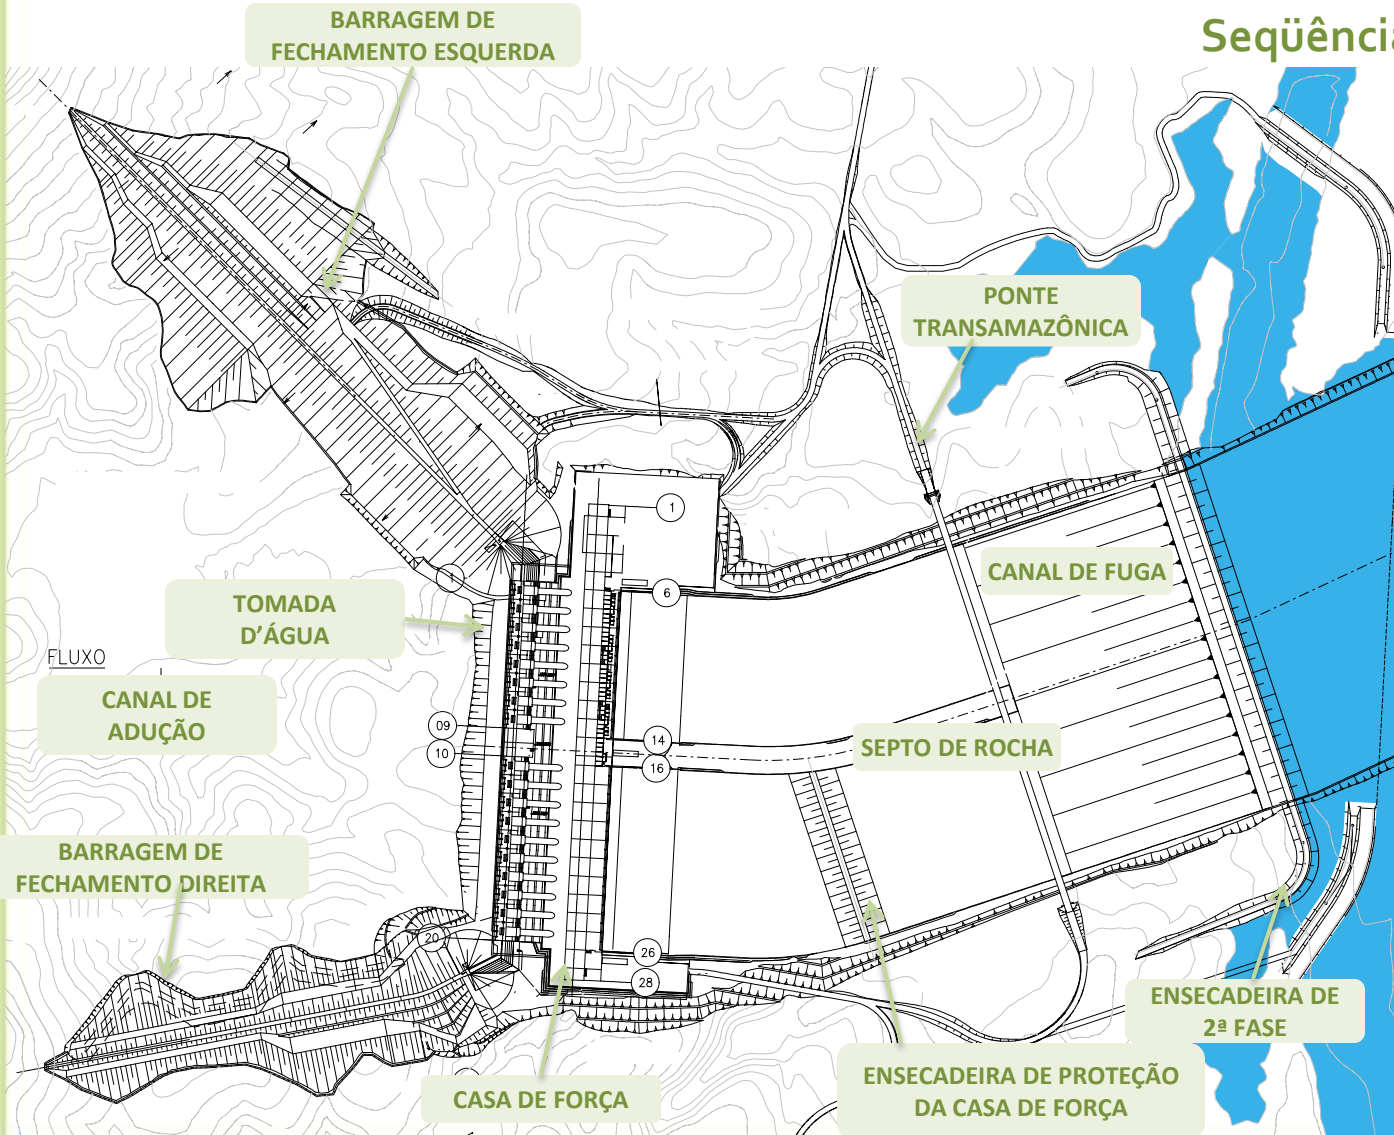 BARRAGEM DE
FECHAMENTO ESQUERDA
Seqüência
PONTE
TRANSAMAZÔNICA
1
CANAL DE FUGA
1
6
TOMADA
D’ÁGUA
FLUXO
CANAL DE
ADUÇÃO
09
10
14
16
SEPTO DE ROCHA
BARRAGEM DE
FECHAMENTO DIREITA
20
26
28
ENSECADEIRA DE
2ª FASE
ENSECADEIRA DE PROTEÇÃO
DA CASA DE FORÇA
CASA DE FORÇA